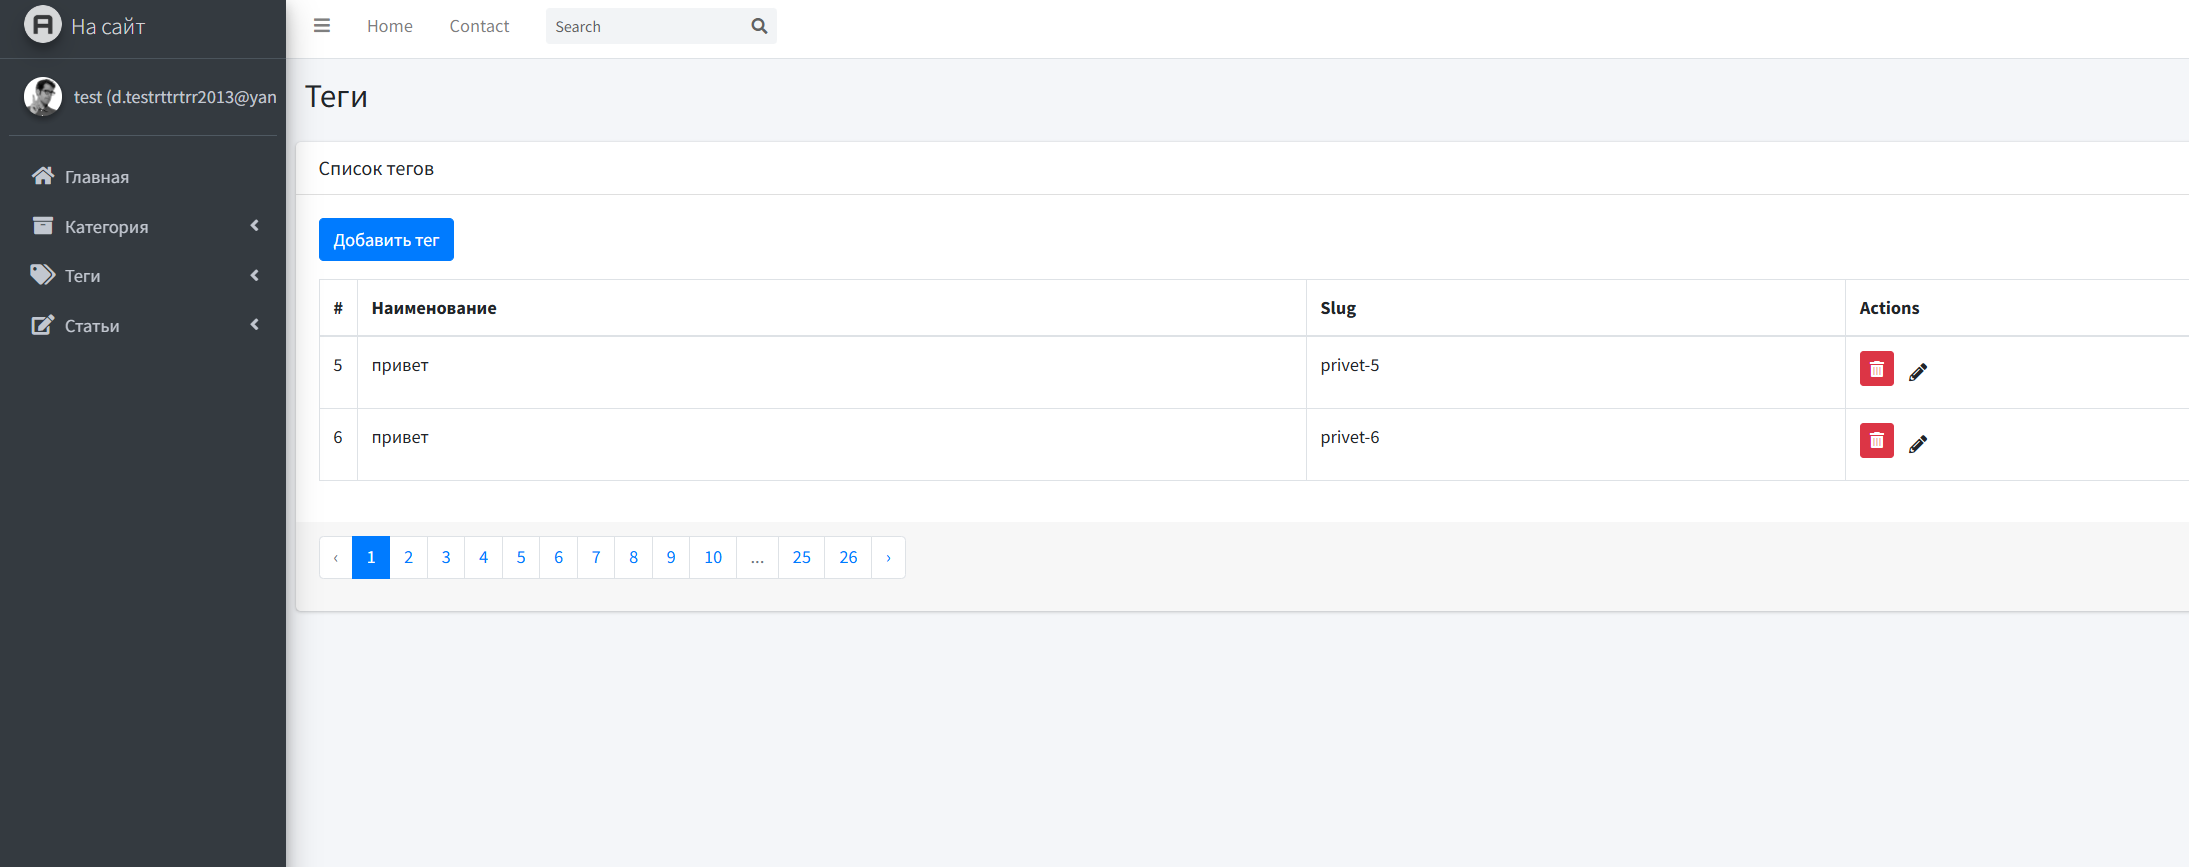 На сайт
Home Contact Search
test (d.testrttrtrr2013@yan
Теги
Главная
Категория
Теги
Статьи
Список тегов
Добавить тег
# Наименование Slug Actions
5 привет privet-5
6 привет privet-6
‹ 1 2 3 4 5 6 7 8 9 10 ... 25 26 ›